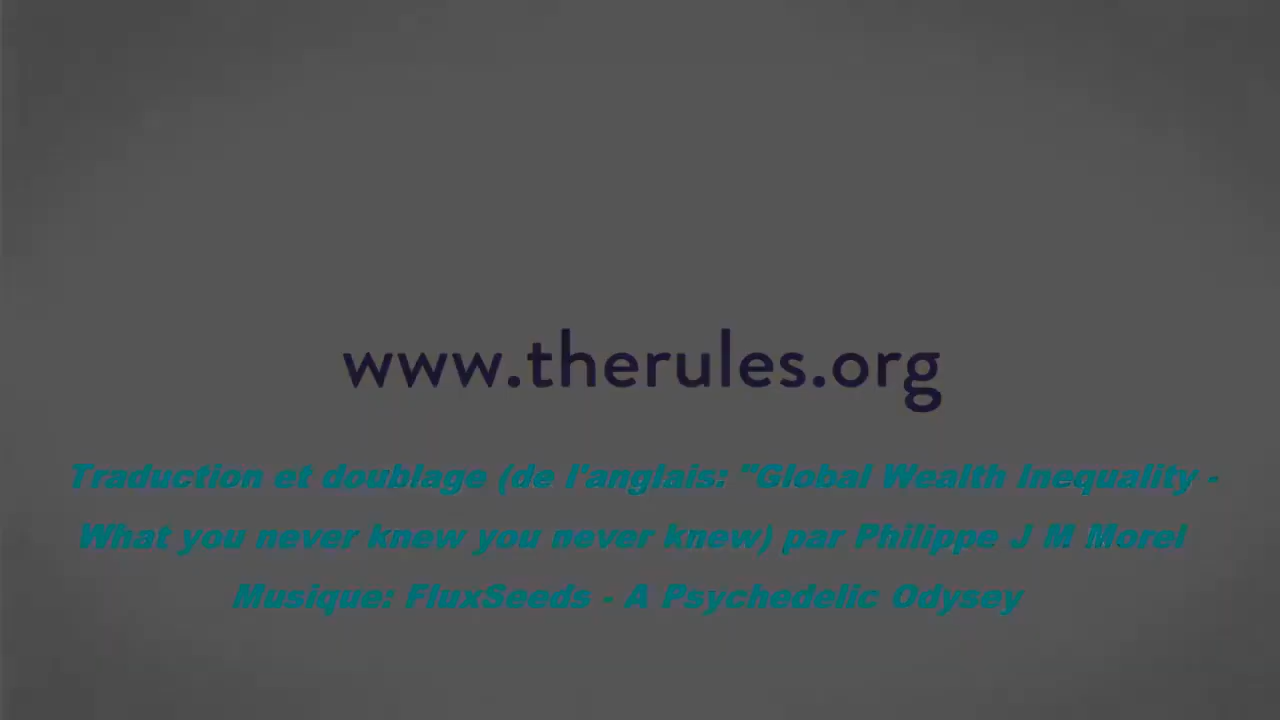 www.therules.org
Traduction et doublage (de l'anglais: "Global Wealth Inequality -
What you never knew you never knew) par Philippe J M Morel
Musique: FluxSeeds - A Psychedelic Odysey